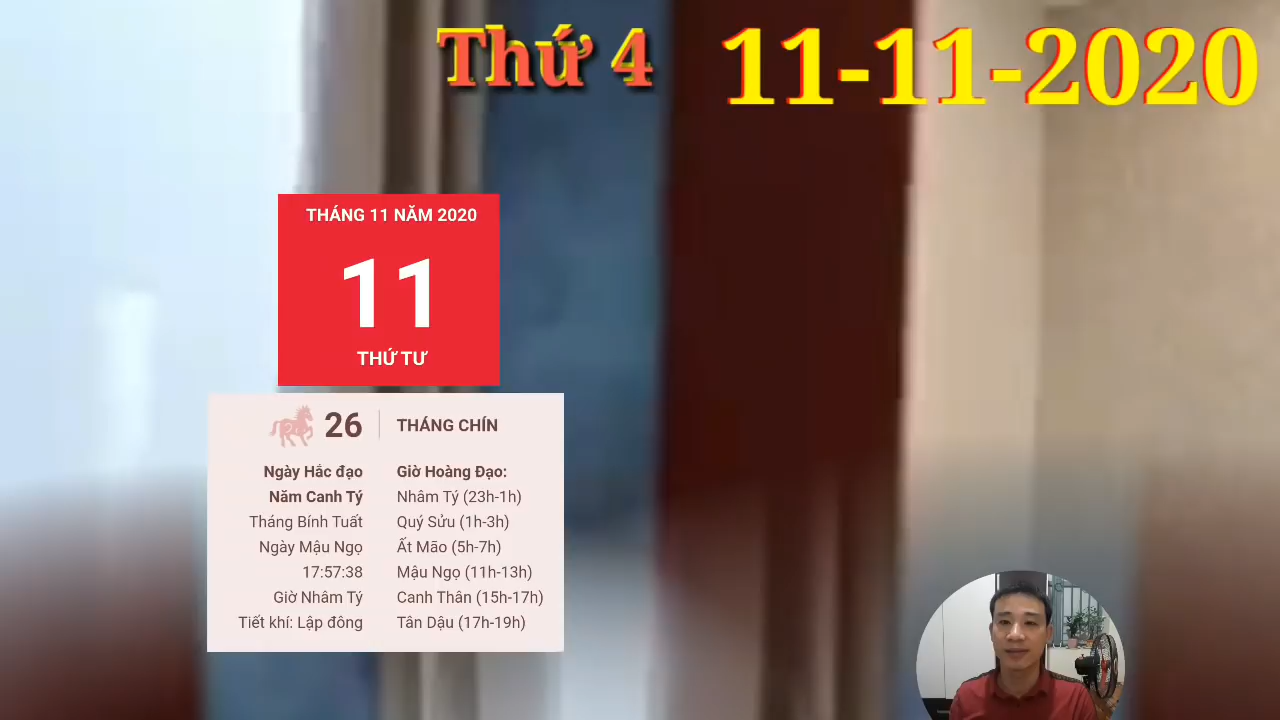 Thứ 4 11-11-2020
THÁNG 11 NĂM 2020
11
THỨ TƯ
26 THÁNG CHÍN
Ngày Hắc đạo
Năm Canh Tý
Tháng Bính Tuất
Ngày Mậu Ngọ
17:57:38
Giờ Nhâm Tý
Tiết khí: Lập đông
Giờ Hoàng Đạo:
Nhâm Tý (23h-1h)
Quý Sửu (1h-3h)
Ất Mão (5h-7h)
Mậu Ngọ (11h-13h)
Canh Thân (15h-17h)
Tân Dậu (17h-19h)